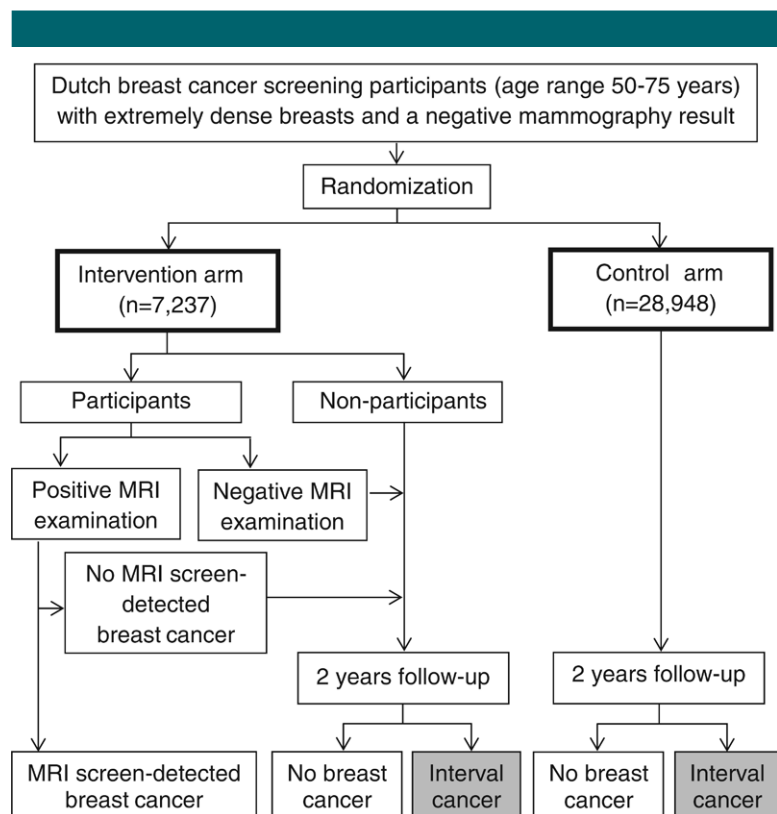 Dutch breast cancer screening participants (age range 50-75 years)
with extremely dense breasts and a negative mammography result
Randomization
Intervention arm
(n=7,237)
Control arm
(n=28,948)
Participants
Non-participants
Positive MRI
examination
Negative MRI
examination
No MRI screen-
detected
breast cancer
2 years follow-up
2 years follow-up
MRI screen-detected
breast cancer
No breast
cancer
Interval
cancer
No breast
cancer
Interval
cancer